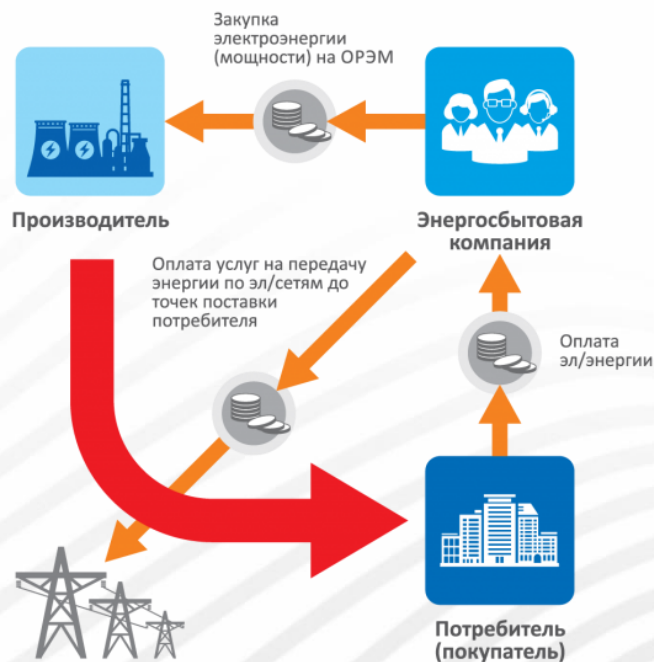 Закупка
электроэнергии
(мощности) на ОРЭМ
Производитель
Энергосбытовая
компания
Оплата услуг на передачу
энергии по эл/сетям до
точек поставки
потребителя
Оплата
эл/энергии
Потребитель
(покупатель)